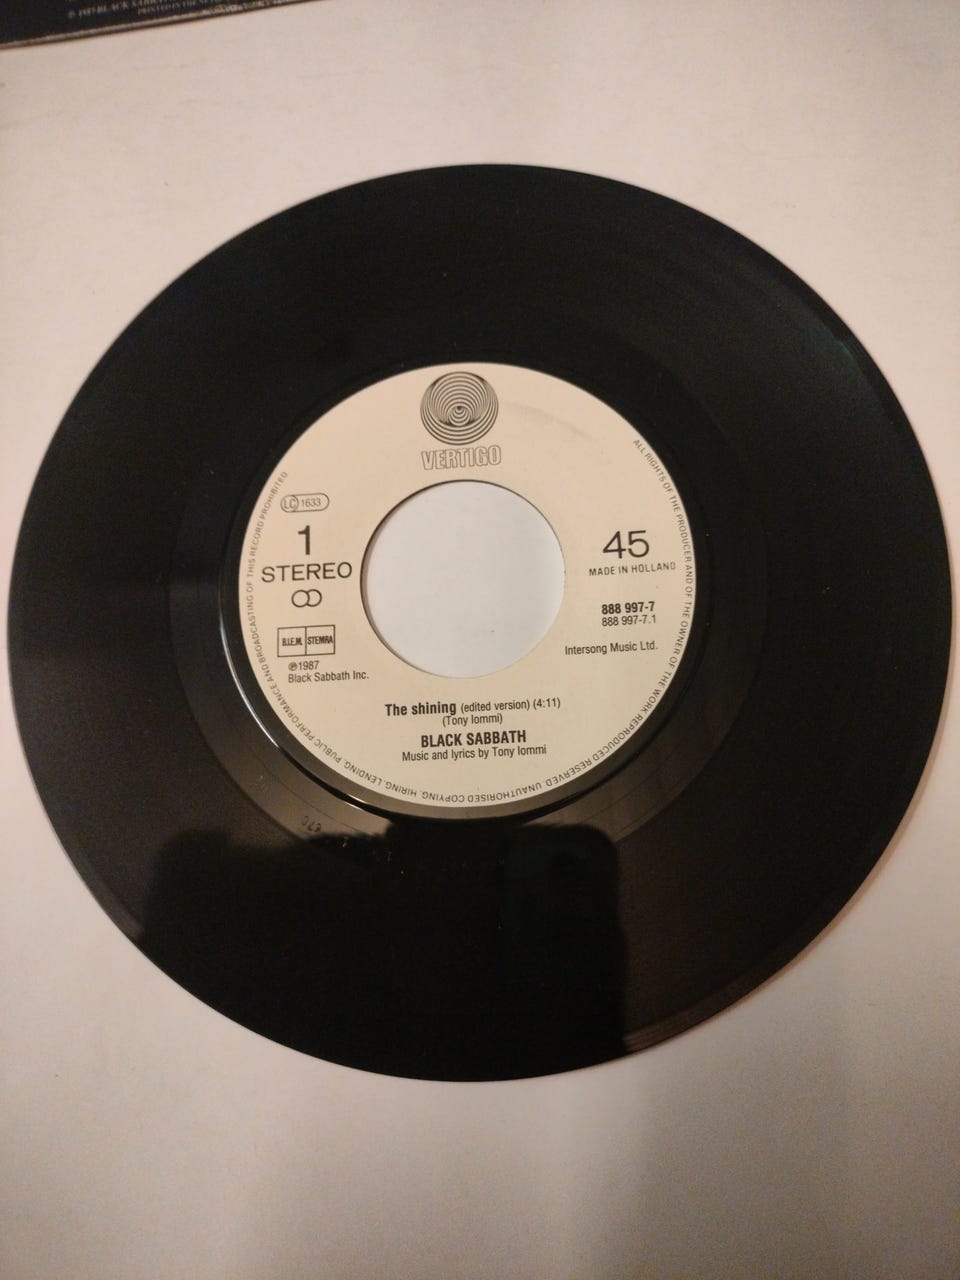 VERTIGO
LC 1633
1
STEREO
B.I.E.M. STEMRA
℗1987
Black Sabbath Inc.
45
MADE IN HOLLAND
888 997-7
888 997-7.1
Intersong Music Ltd.
The shining (edited version) (4:11)
(Tony Iommi)
BLACK SABBATH
Music and lyrics by Tony Iommi
ALL RIGHTS OF THE PRODUCER AND OF THE OWNER OF THE WORK REPRODUCED RESERVED. UNAUTHORISED COPYING, HIRING, LENDING, PUBLIC PERFORMANCE AND BROADCASTING OF THIS RECORD PROHIBITED
670